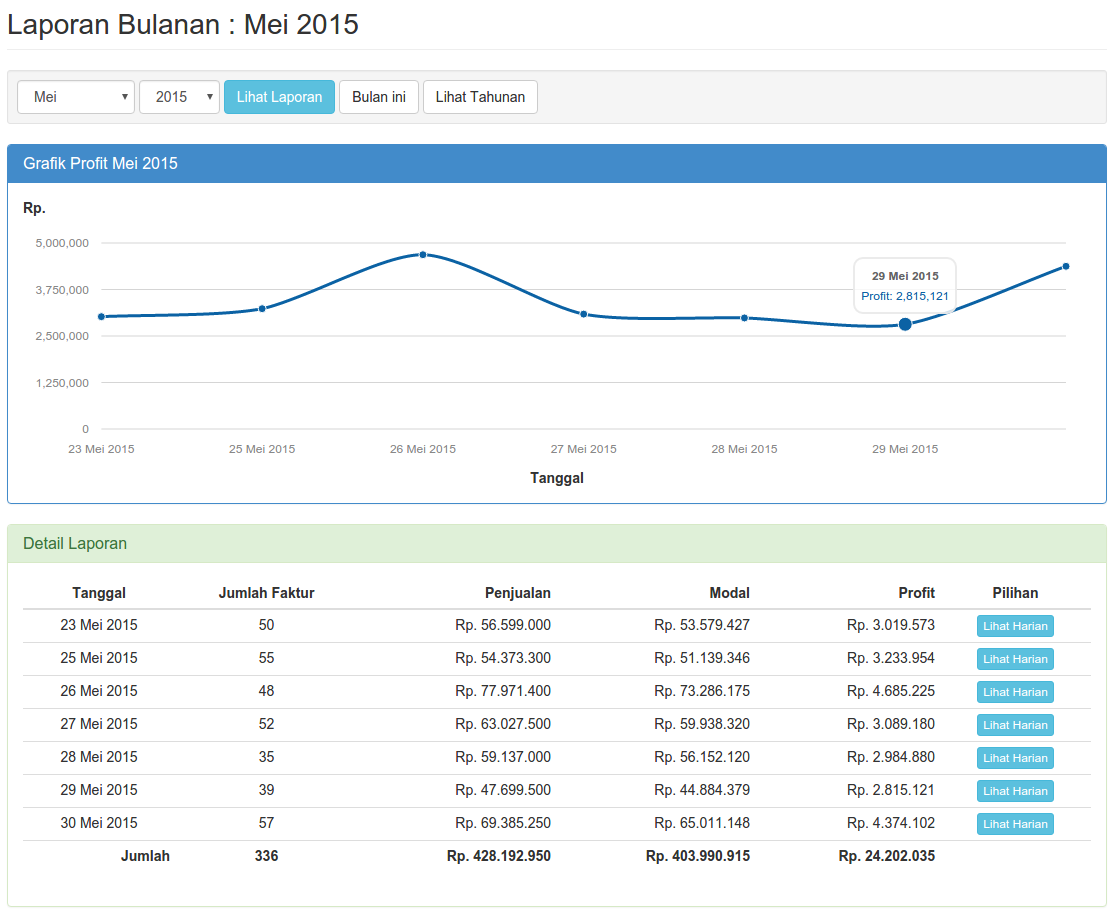 Laporan Bulanan : Mei 2015
Mei 2015 Lihat Laporan Bulan ini Lihat Tahunan
Grafik Profit Mei 2015
Rp.
5,000,000
3,750,000
2,500,000
1,250,000
0
29 Mei 2015
Profit: 2,815,121
23 Mei 2015 25 Mei 2015 26 Mei 2015 27 Mei 2015 28 Mei 2015 29 Mei 2015
Tanggal
Detail Laporan
Tanggal Jumlah Faktur Penjualan Modal Profit Pilihan
23 Mei 2015 50 Rp. 56.599.000 Rp. 53.579.427 Rp. 3.019.573 Lihat Harian
25 Mei 2015 55 Rp. 54.373.300 Rp. 51.139.346 Rp. 3.233.954 Lihat Harian
26 Mei 2015 48 Rp. 77.971.400 Rp. 73.286.175 Rp. 4.685.225 Lihat Harian
27 Mei 2015 52 Rp. 63.027.500 Rp. 59.938.320 Rp. 3.089.180 Lihat Harian
28 Mei 2015 35 Rp. 59.137.000 Rp. 56.152.120 Rp. 2.984.880 Lihat Harian
29 Mei 2015 39 Rp. 47.699.500 Rp. 44.884.379 Rp. 2.815.121 Lihat Harian
30 Mei 2015 57 Rp. 69.385.250 Rp. 65.011.148 Rp. 4.374.102 Lihat Harian
Jumlah 336 Rp. 428.192.950 Rp. 403.990.915 Rp. 24.202.035